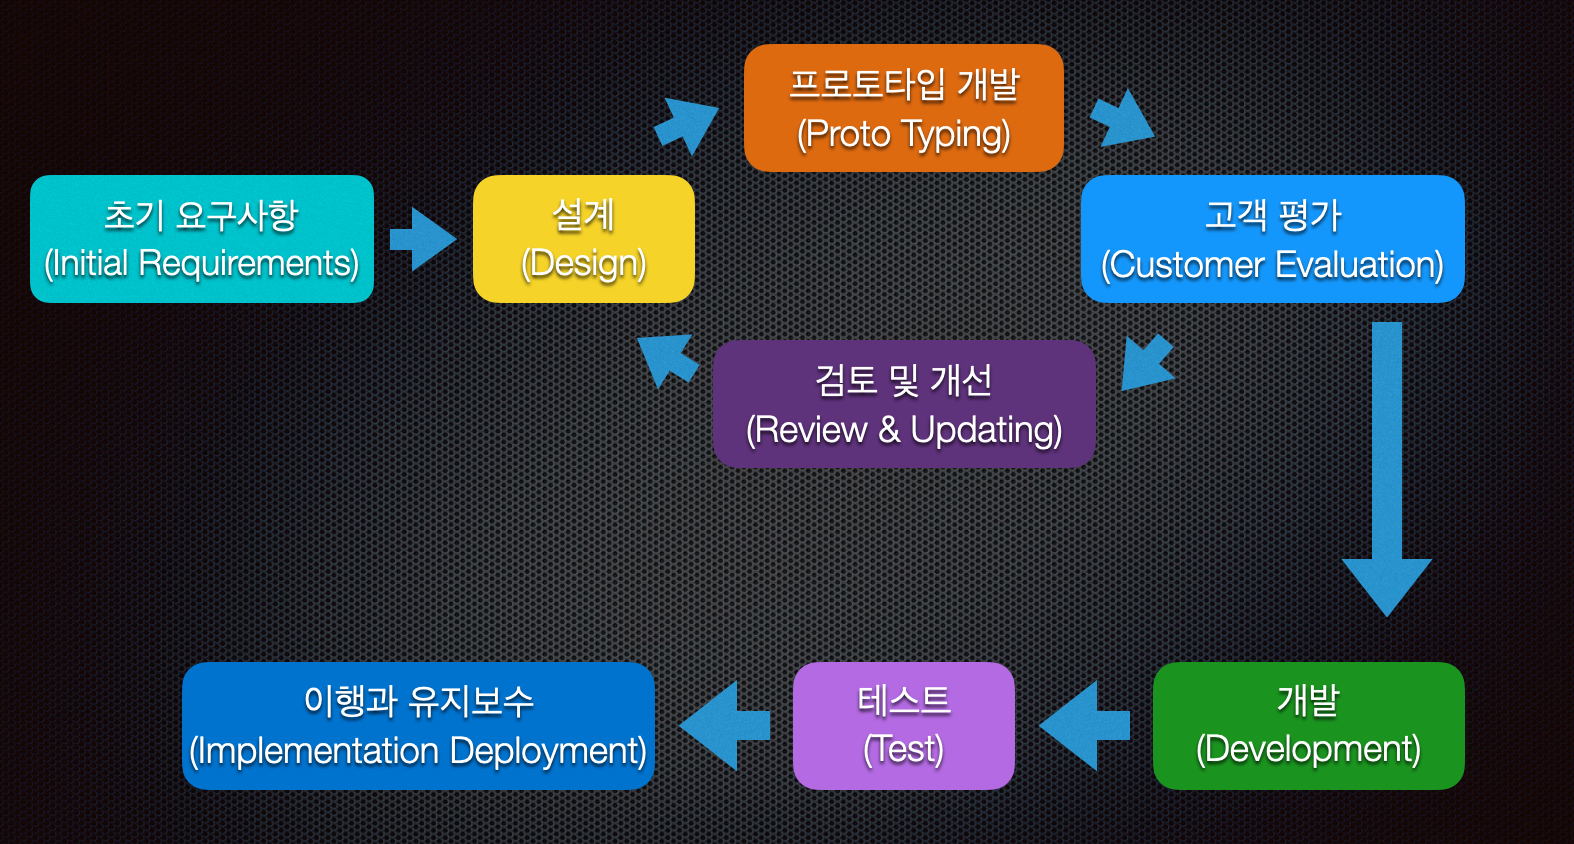 프로토타입 개발
(Proto Typing)
초기 요구사항
(Initial Requirements)
설계
(Design)
고객 평가
(Customer Evaluation)
검토 및 개선
(Review & Updating)
이행과 유지보수
(Implementation Deployment)
테스트
(Test)
개발
(Development)